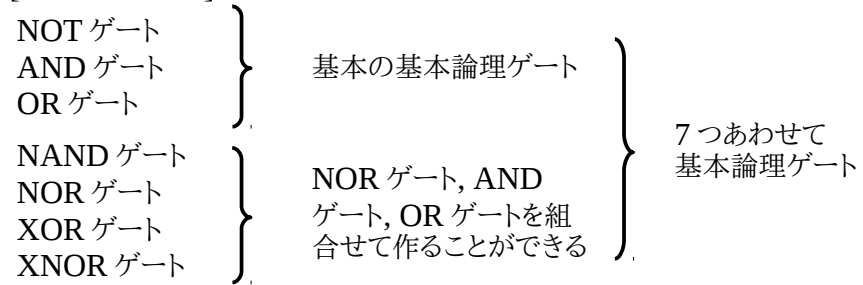 NOT ゲート
AND ゲート
OR ゲート
基本の基本論理ゲート
NAND ゲート
NOR ゲート
XOR ゲート
XNOR ゲート
NOR ゲート, AND
ゲート, OR ゲートを組
合せて作ることができる
7 つあわせて
基本論理ゲート